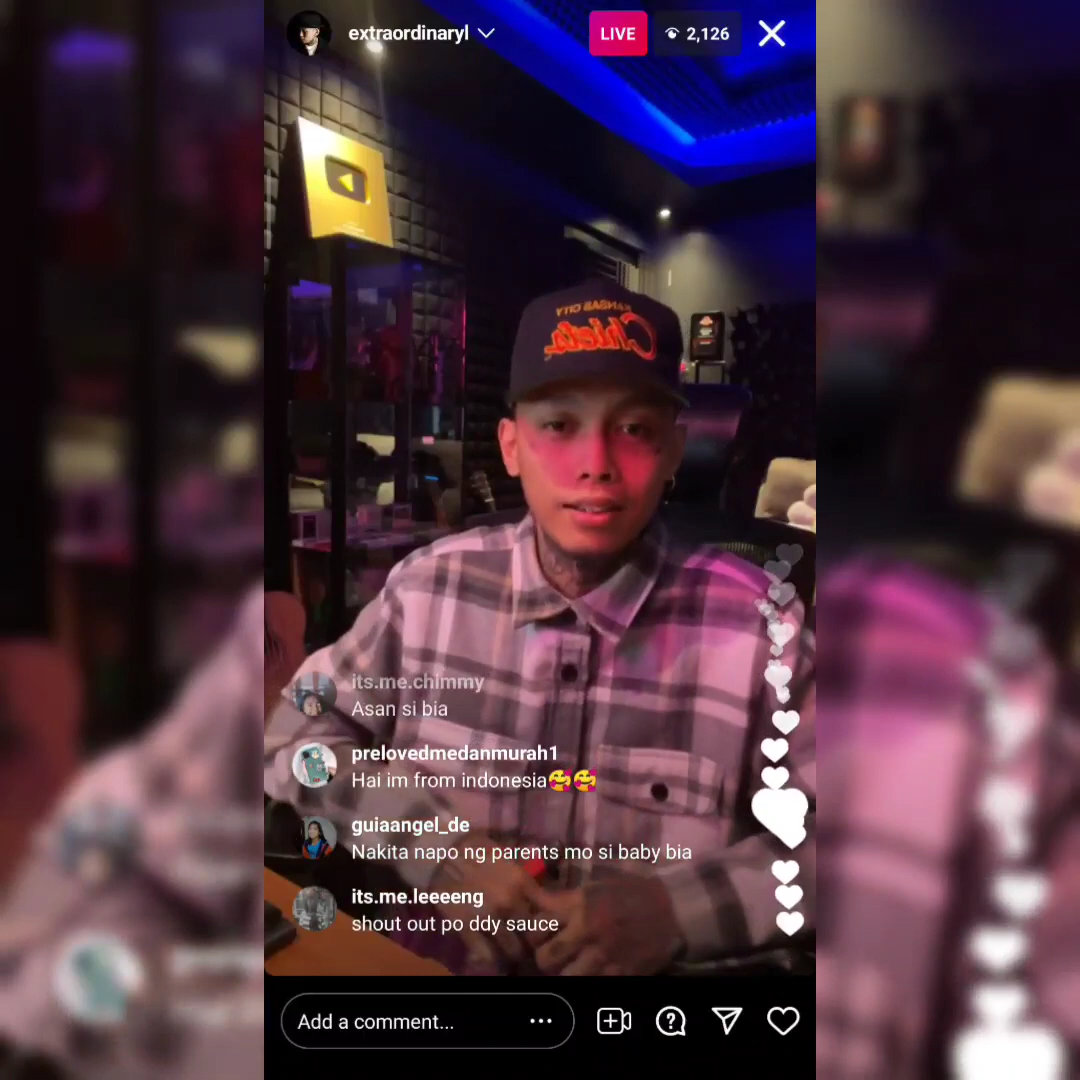 extraordinaryl
LIVE
2,126
KANSAS CITY
Chiefs
its.me.chimmy
Asan si bia
prelovedmedanmurah1
Hai im from indonesia🥰🥰
guiaangel_de
Nakita napo ng parents mo si baby bia
its.me.leeeeng
shout out po ddy sauce
Add a comment...